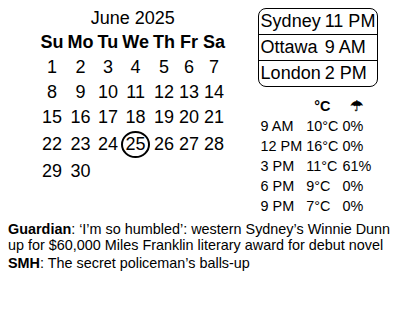 June 2025
Su Mo Tu We Th Fr Sa
1 2 3 4 5 6 7
8 9 10 11 12 13 14
15 16 17 18 19 20 21
22 23 24 25 26 27 28
29 30
Sydney 11 PM
Ottawa 9 AM
London 2 PM
°C ☂
9 AM 10°C 0%
12 PM 16°C 0%
3 PM 11°C 61%
6 PM 9°C 0%
9 PM 7°C 0%
Guardian: ‘I’m so humbled’: western Sydney’s Winnie Dunn
up for $60,000 Miles Franklin literary award for debut novel
SMH: The secret policeman’s balls-up